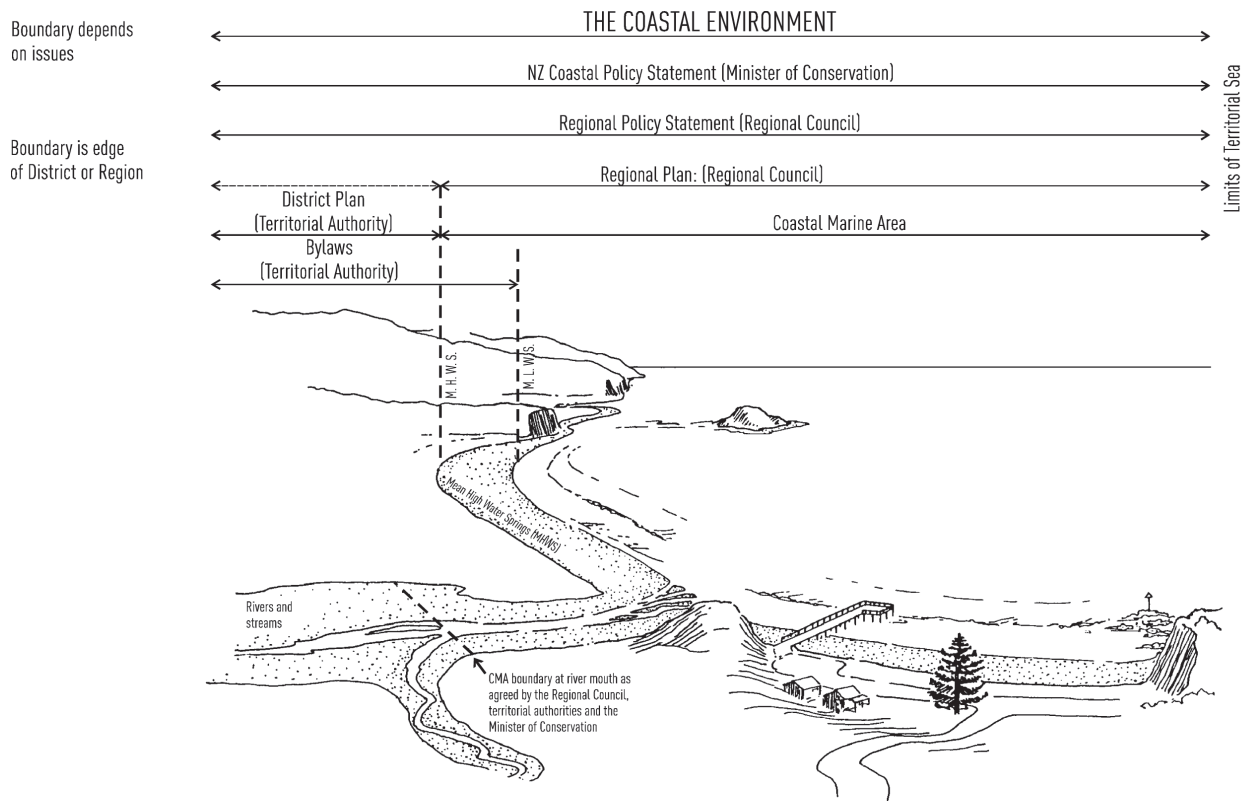 Boundary depends
on issues
THE COASTAL ENVIRONMENT
NZ Coastal Policy Statement (Minister of Conservation)
Regional Policy Statement (Regional Council)
Boundary is edge
of District or Region
Regional Plan: (Regional Council)
District Plan
(Territorial Authority)
Coastal Marine Area
Bylaws
(Territorial Authority)
Limits of Territorial Sea
M. H. W. S.
M. L. W. S.
Mean High Water Springs (MHWS)
Rivers and
streams
CMA boundary at river mouth as
agreed by the Regional Council,
territorial authorities and the
Minister of Conservation